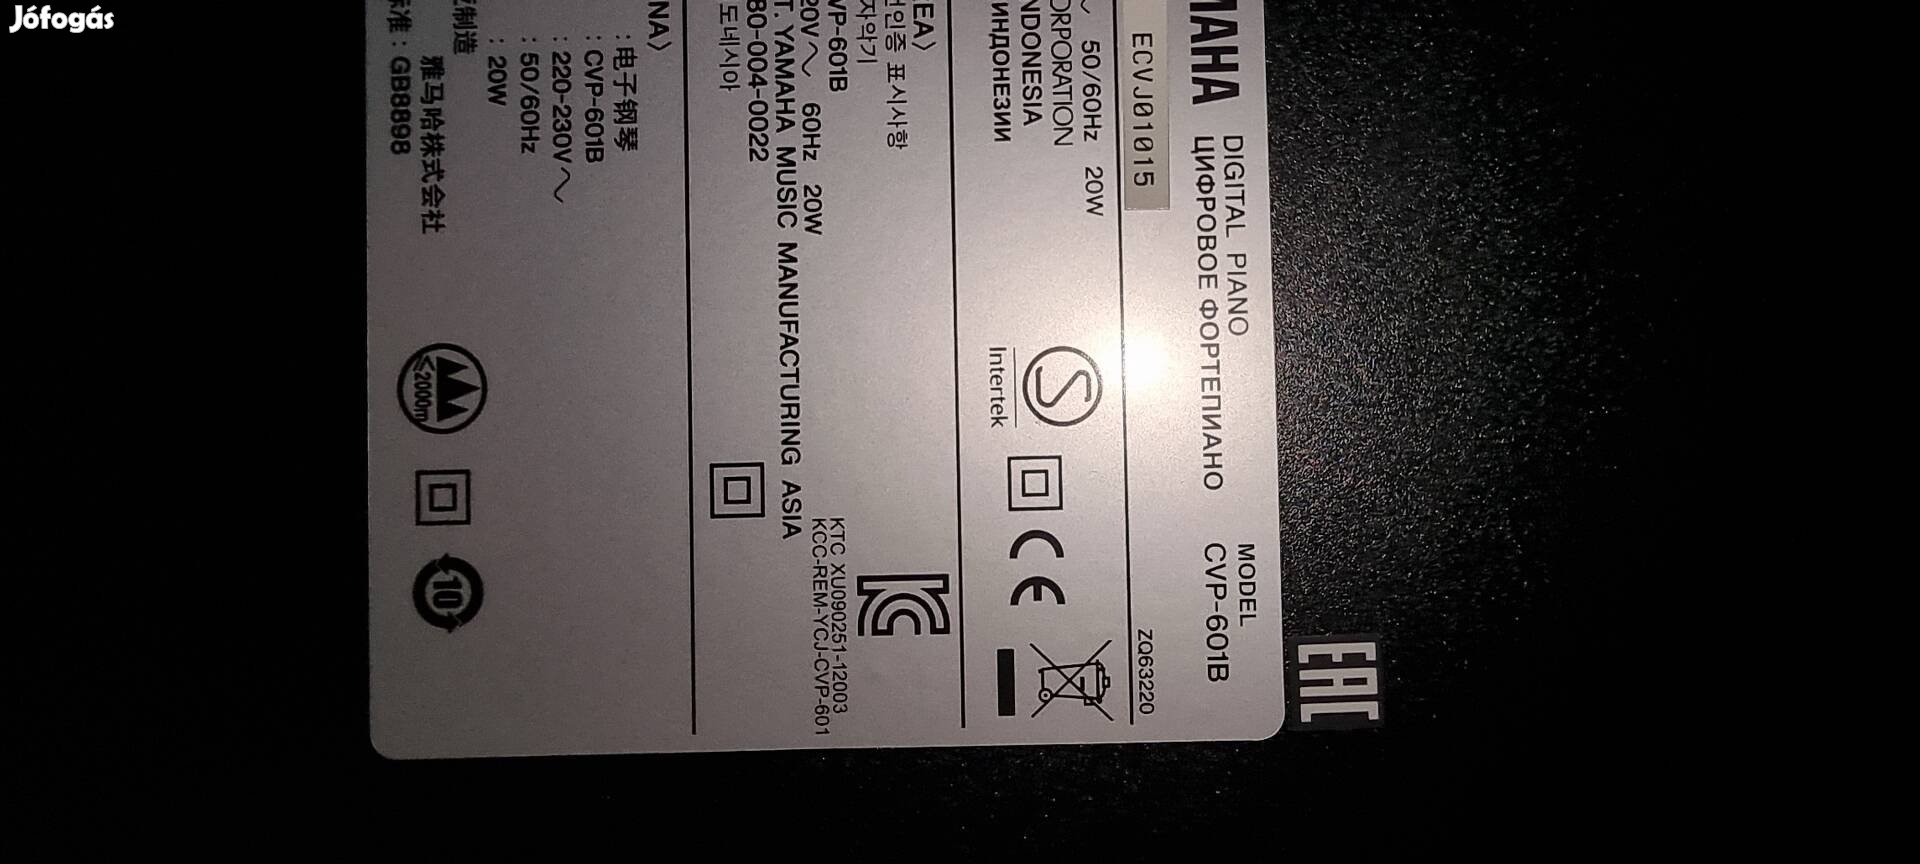 Jófogás
MAHA DIGITAL PIANO MODEL
ЦИФРОВОЕ ФОРТЕПИАНО CVP-601B
ECVJ01015 ZQ63220
50/60Hz 20W
ORPORATION
NDONESIA
ИНДОНЕЗИИ
S
Intertek
CE
EAC
EA〉
인증 표시사항
자악기
VP-601B
20V～ 60Hz 20W
T. YAMAHA MUSIC MANUFACTURING ASIA
80-004-0022
도네시아
KTC XU090251-12003
KCC-REM-YCJ-CVP-601
NA〉
: 电子钢琴
: CVP-601B
: 220-230V～
: 50/60Hz
: 20W
制造
雅马哈株式会社
标准 : GB8898
≤2000m
10